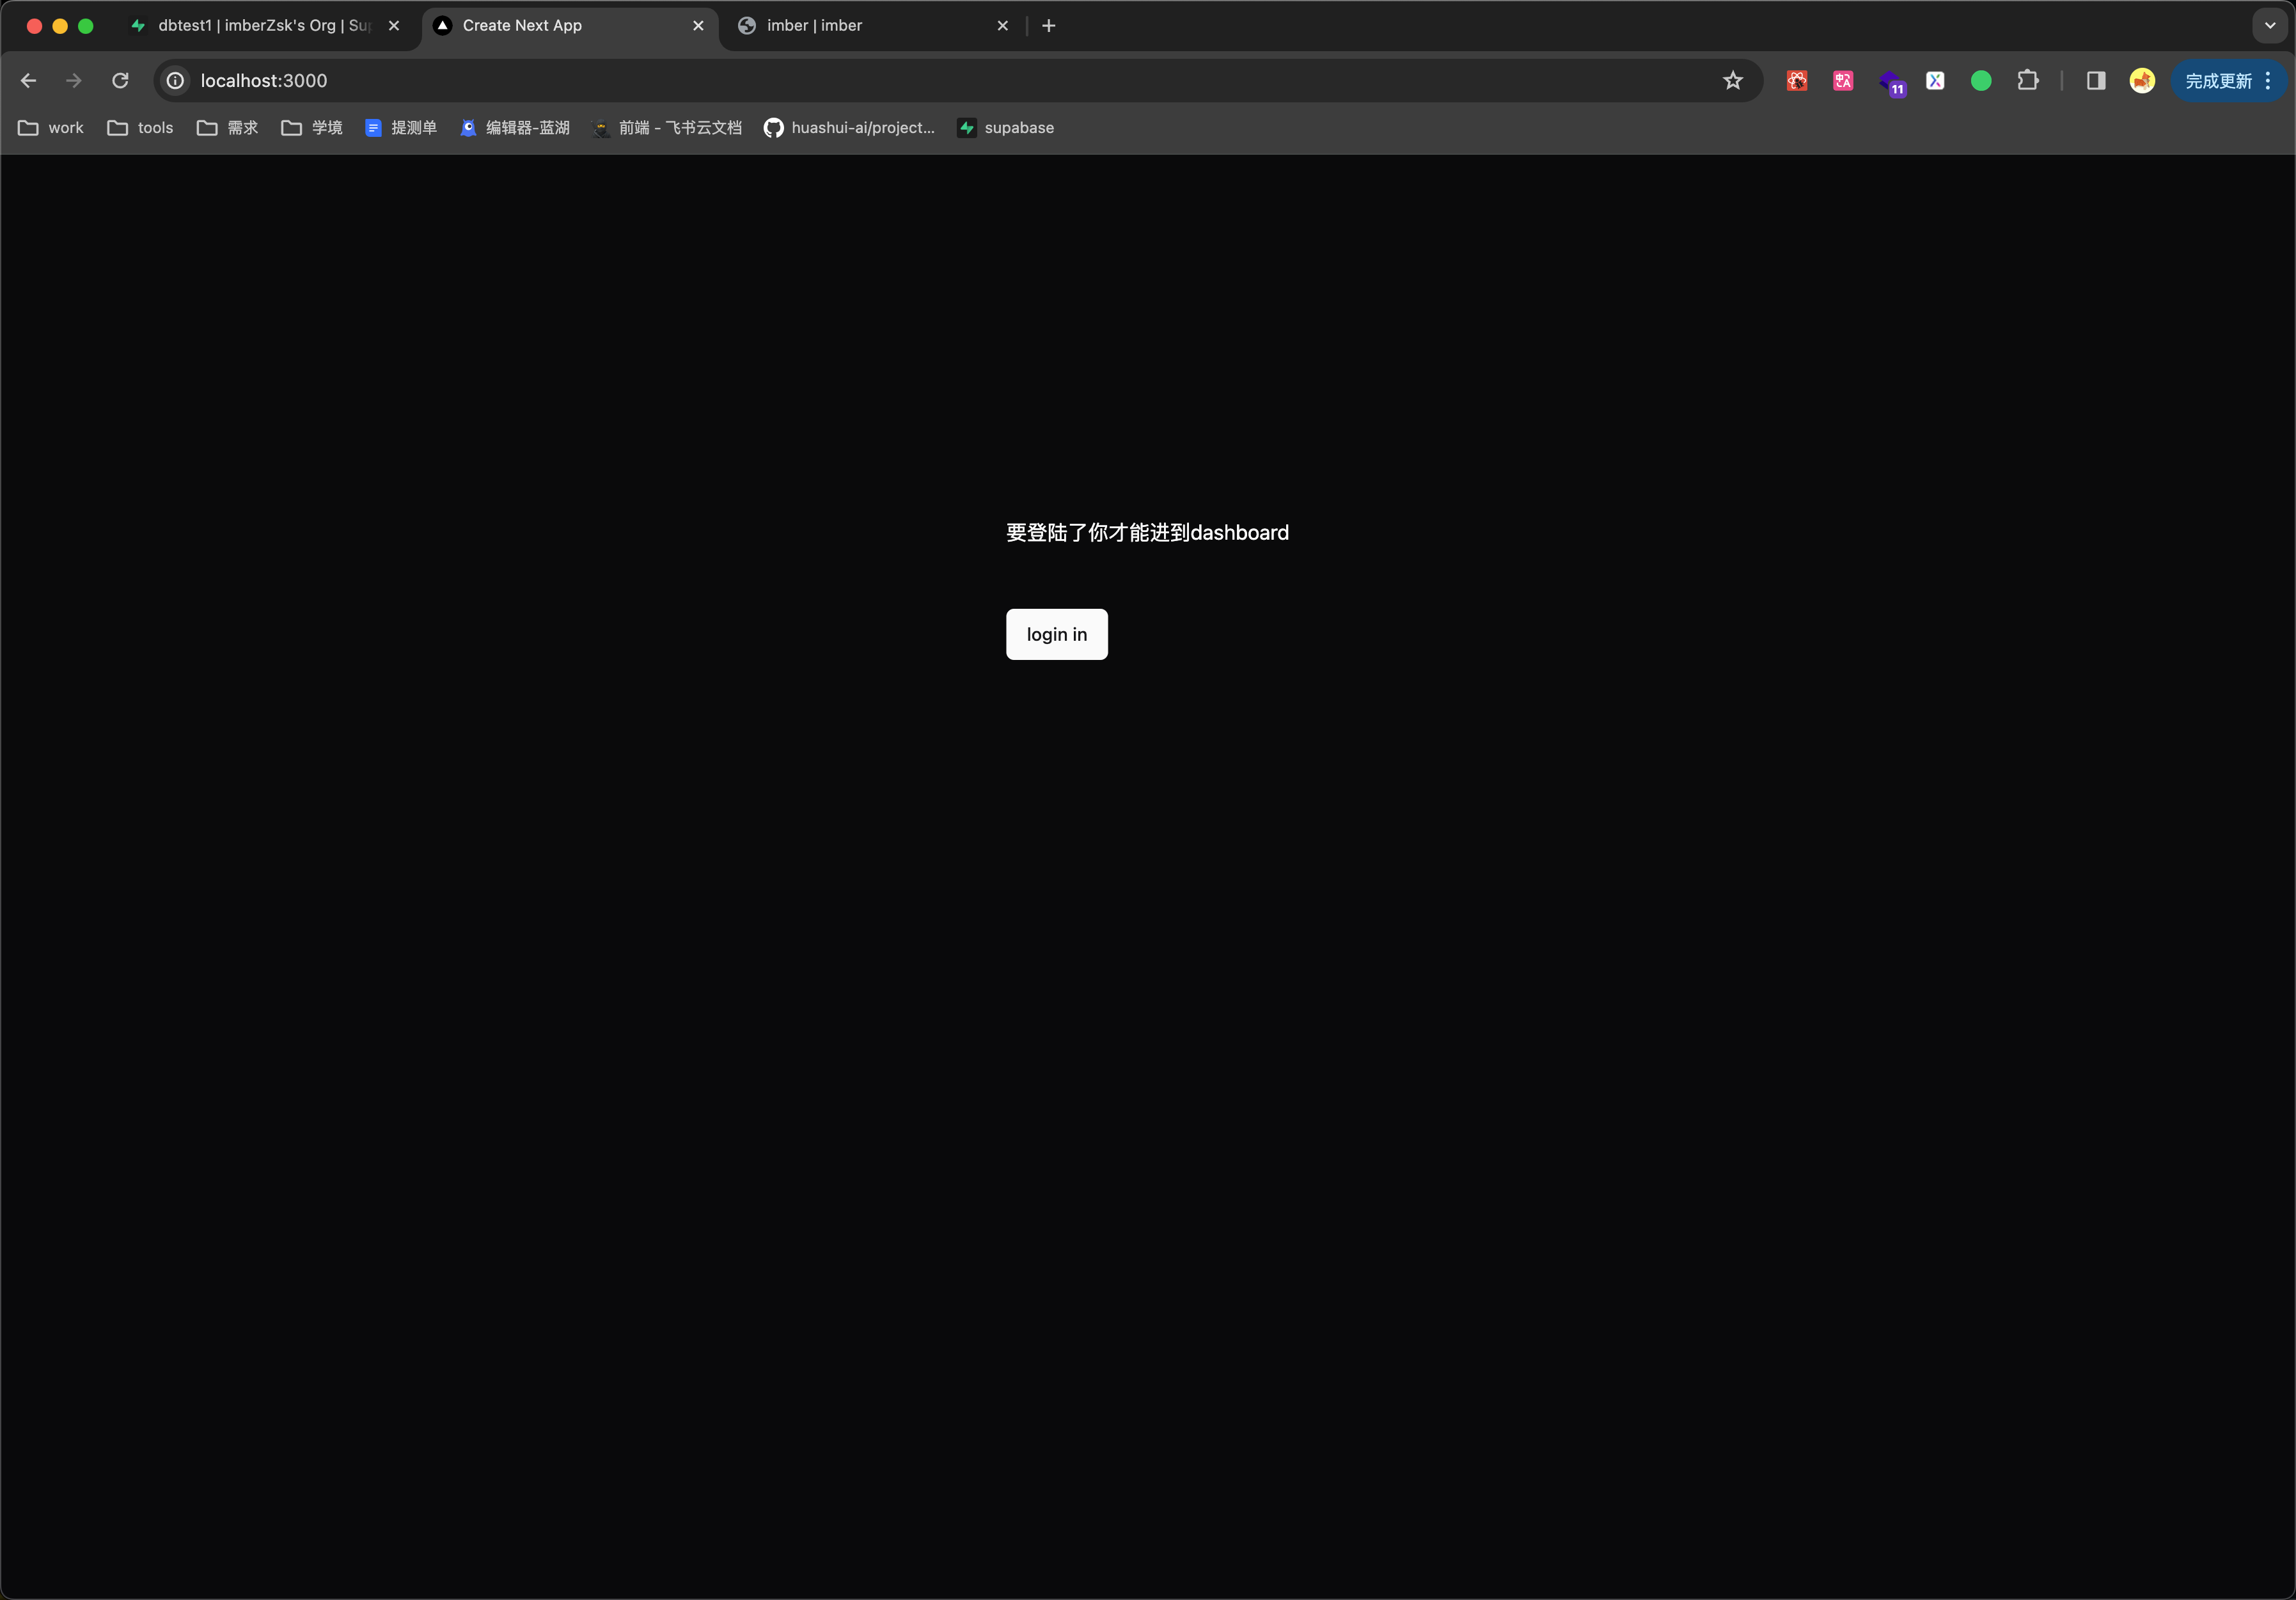 dbtest1 | imberZsk's Org | Sup
Create Next App
imber | imber
localhost:3000
11
完成更新
work
tools
需求
学境
提测单
编辑器-蓝湖
前端 - 飞书云文档
huashui-ai/project...
supabase
要登陆了你才能进到dashboard
login in